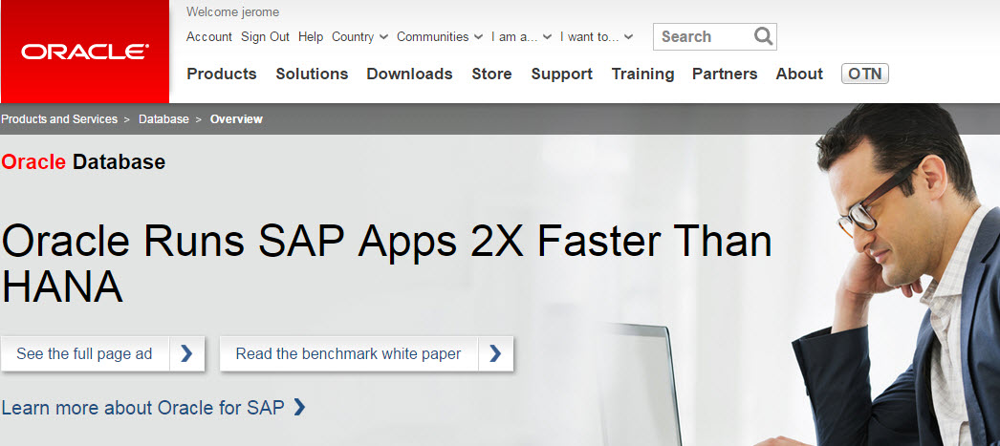 ORACLE®
Welcome jerome
Account Sign Out Help Country Communities I am a... I want to... Search
Products Solutions Downloads Store Support Training Partners About OTN
Products and Services > Database > Overview
Oracle Database
Oracle Runs SAP Apps 2X Faster Than
HANA
See the full page ad
Read the benchmark white paper
Learn more about Oracle for SAP